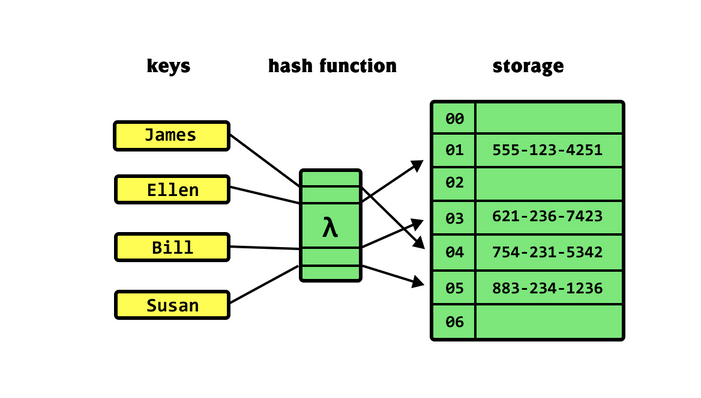 keys hash function storage
James
Ellen
Bill
Susan
λ
00
01 555-123-4251
02
03 621-236-7423
04 754-231-5342
05 883-234-1236
06